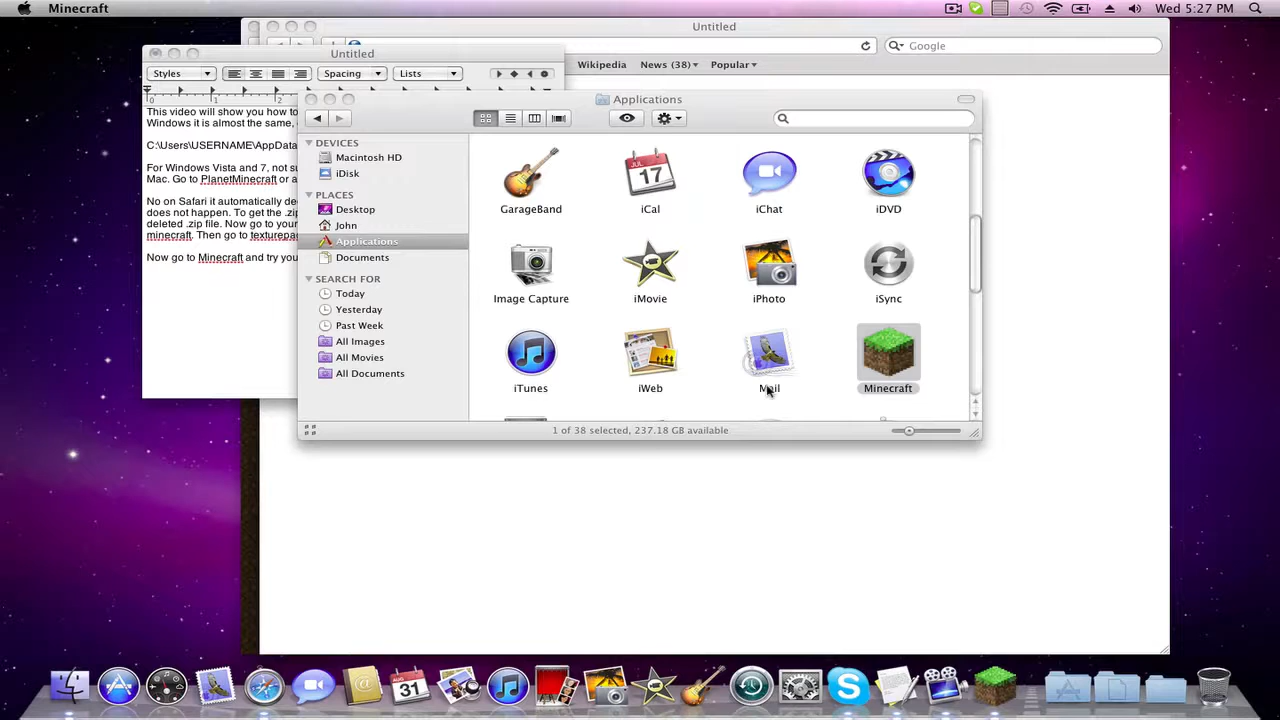 Minecraft
Wed 5:27 PM
Untitled
Google
Wikipedia News (38) Popular
Untitled
Styles Spacing Lists
0 1 2
This video will show you how to
Windows it is almost the same,
C:\Users\USERNAME\AppData
For Windows Vista and 7, not su
Mac. Go to PlanetMinecraft or a
No on Safari it automatically de
does not happen. To get the .zip
deleted .zip file. Now go to your
minecraft. Then go to texturepa
Now go to Minecraft and try you
Applications
DEVICES
Macintosh HD
iDisk
PLACES
Desktop
John
Applications
Documents
SEARCH FOR
Today
Yesterday
Past Week
All Images
All Movies
All Documents
JUL
17
GarageBand iCal iChat iDVD
Image Capture iMovie iPhoto iSync
iTunes iWeb Mail Minecraft
1 of 38 selected, 237.18 GB available
AUG
31